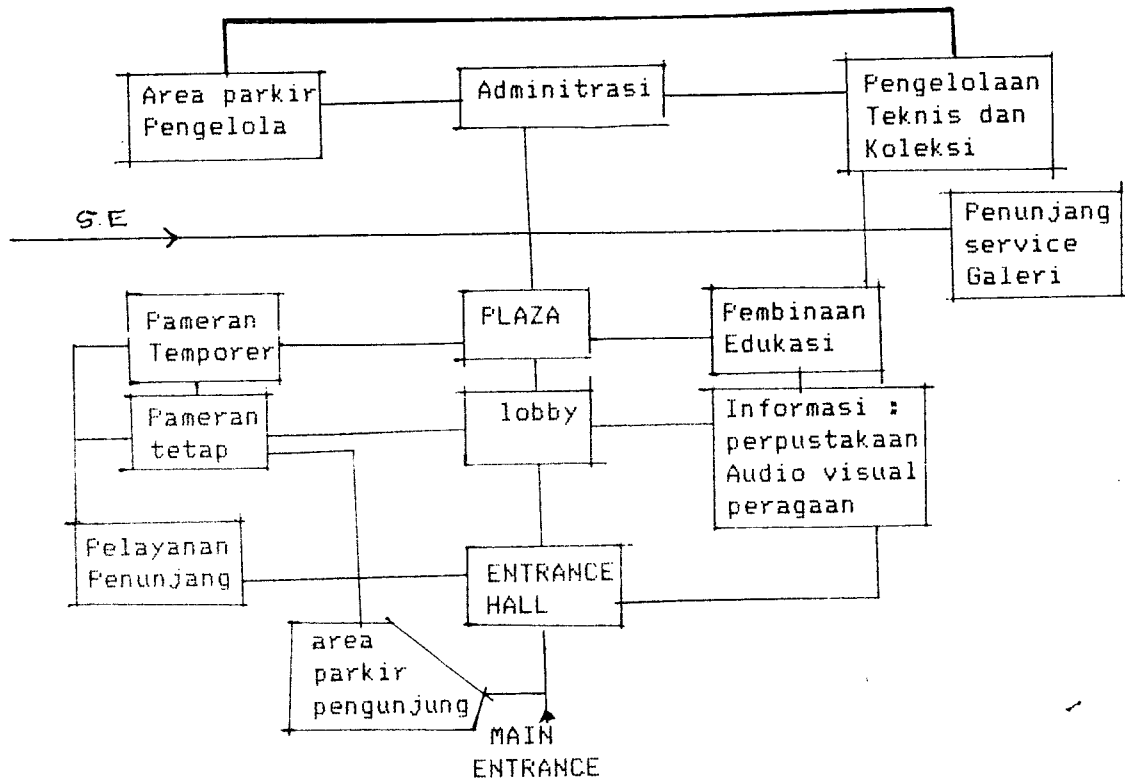 Area parkir
Pengelola
Adminitrasi
Pengelolaan
Teknis dan
Koleksi
S.E
Penunjang
service
Galeri
Pameran
Temporer
PLAZA
Pembinaan
Edukasi
Pameran
tetap
lobby
Informasi :
perpustakaan
Audio visual
peragaan
Pelayanan
Penunjang
ENTRANCE
HALL
area
parkir
pengunjung
MAIN
ENTRANCE